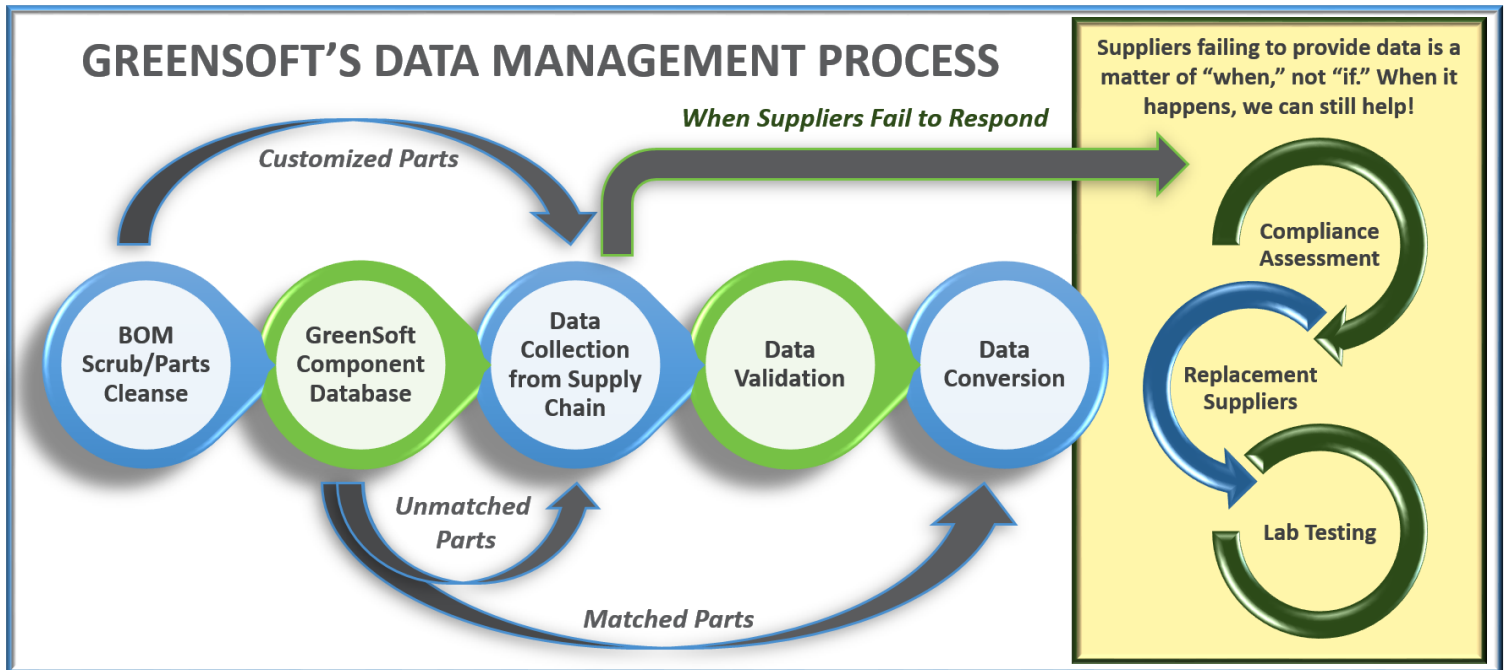 GREENSOFT’S DATA MANAGEMENT PROCESS
Customized Parts
When Suppliers Fail to Respond
BOM
Scrub/Parts
Cleanse
GreenSoft
Component
Database
Data
Collection
from Supply
Chain
Data
Validation
Data
Conversion
Unmatched
Parts
Matched Parts
Suppliers failing to provide data is a
matter of “when,” not “if.” When it
happens, we can still help!
Compliance
Assessment
Replacement
Suppliers
Lab Testing